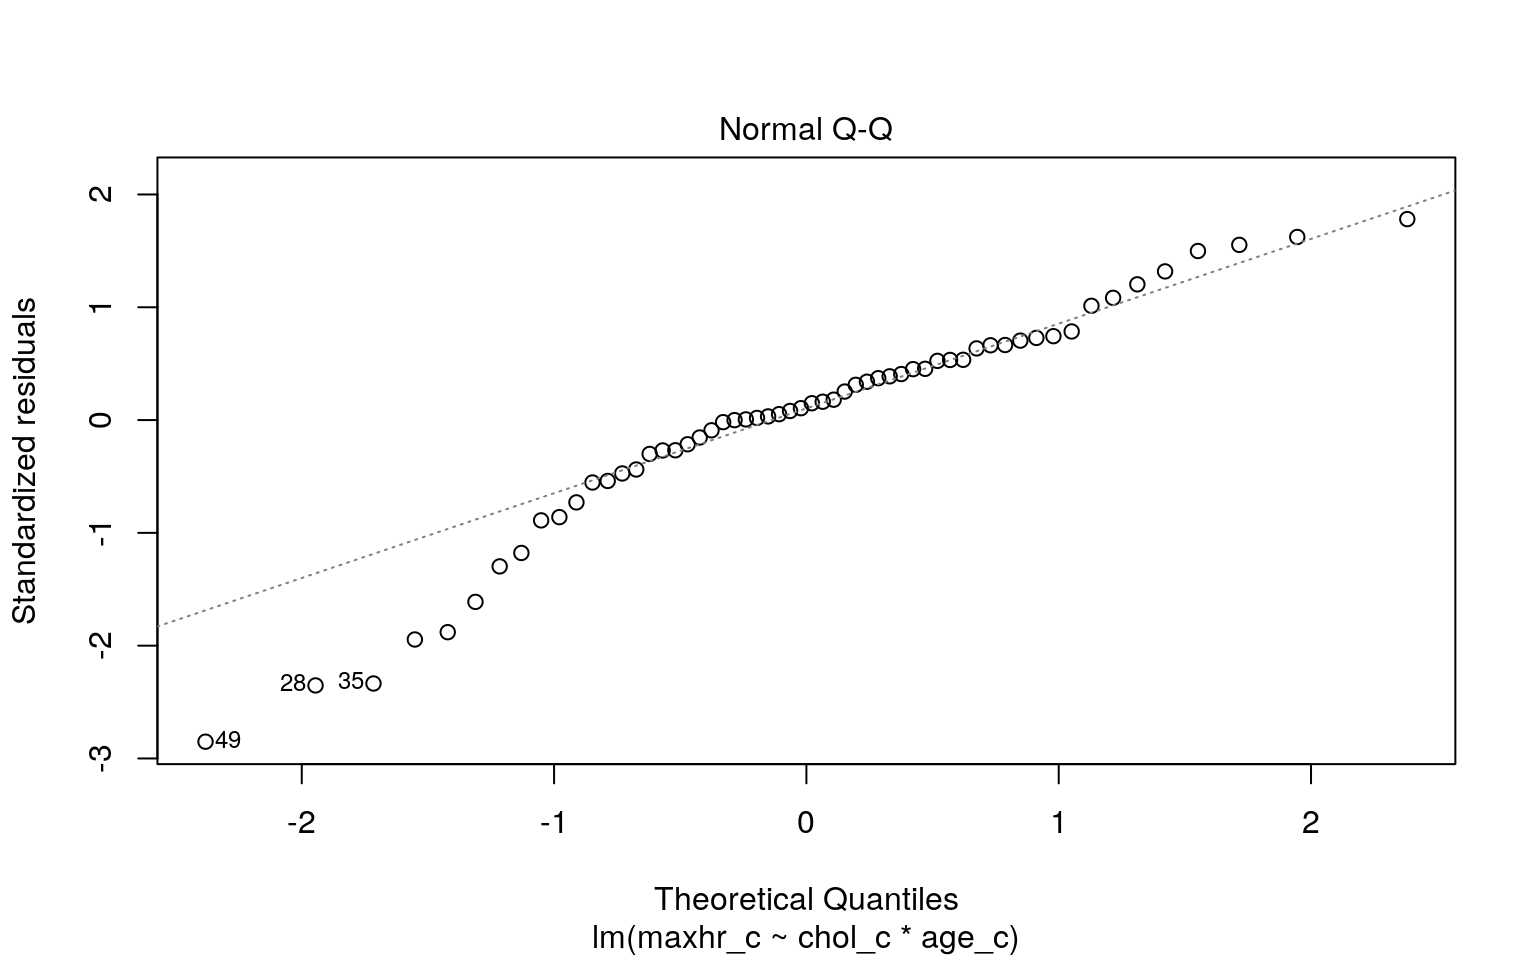 Normal Q-Q
Standardized residuals
2
1
0
-1
-2
-3
28
35
49
-2 -1 0 1 2
Theoretical Quantiles
lm(maxhr_c ~ chol_c * age_c)